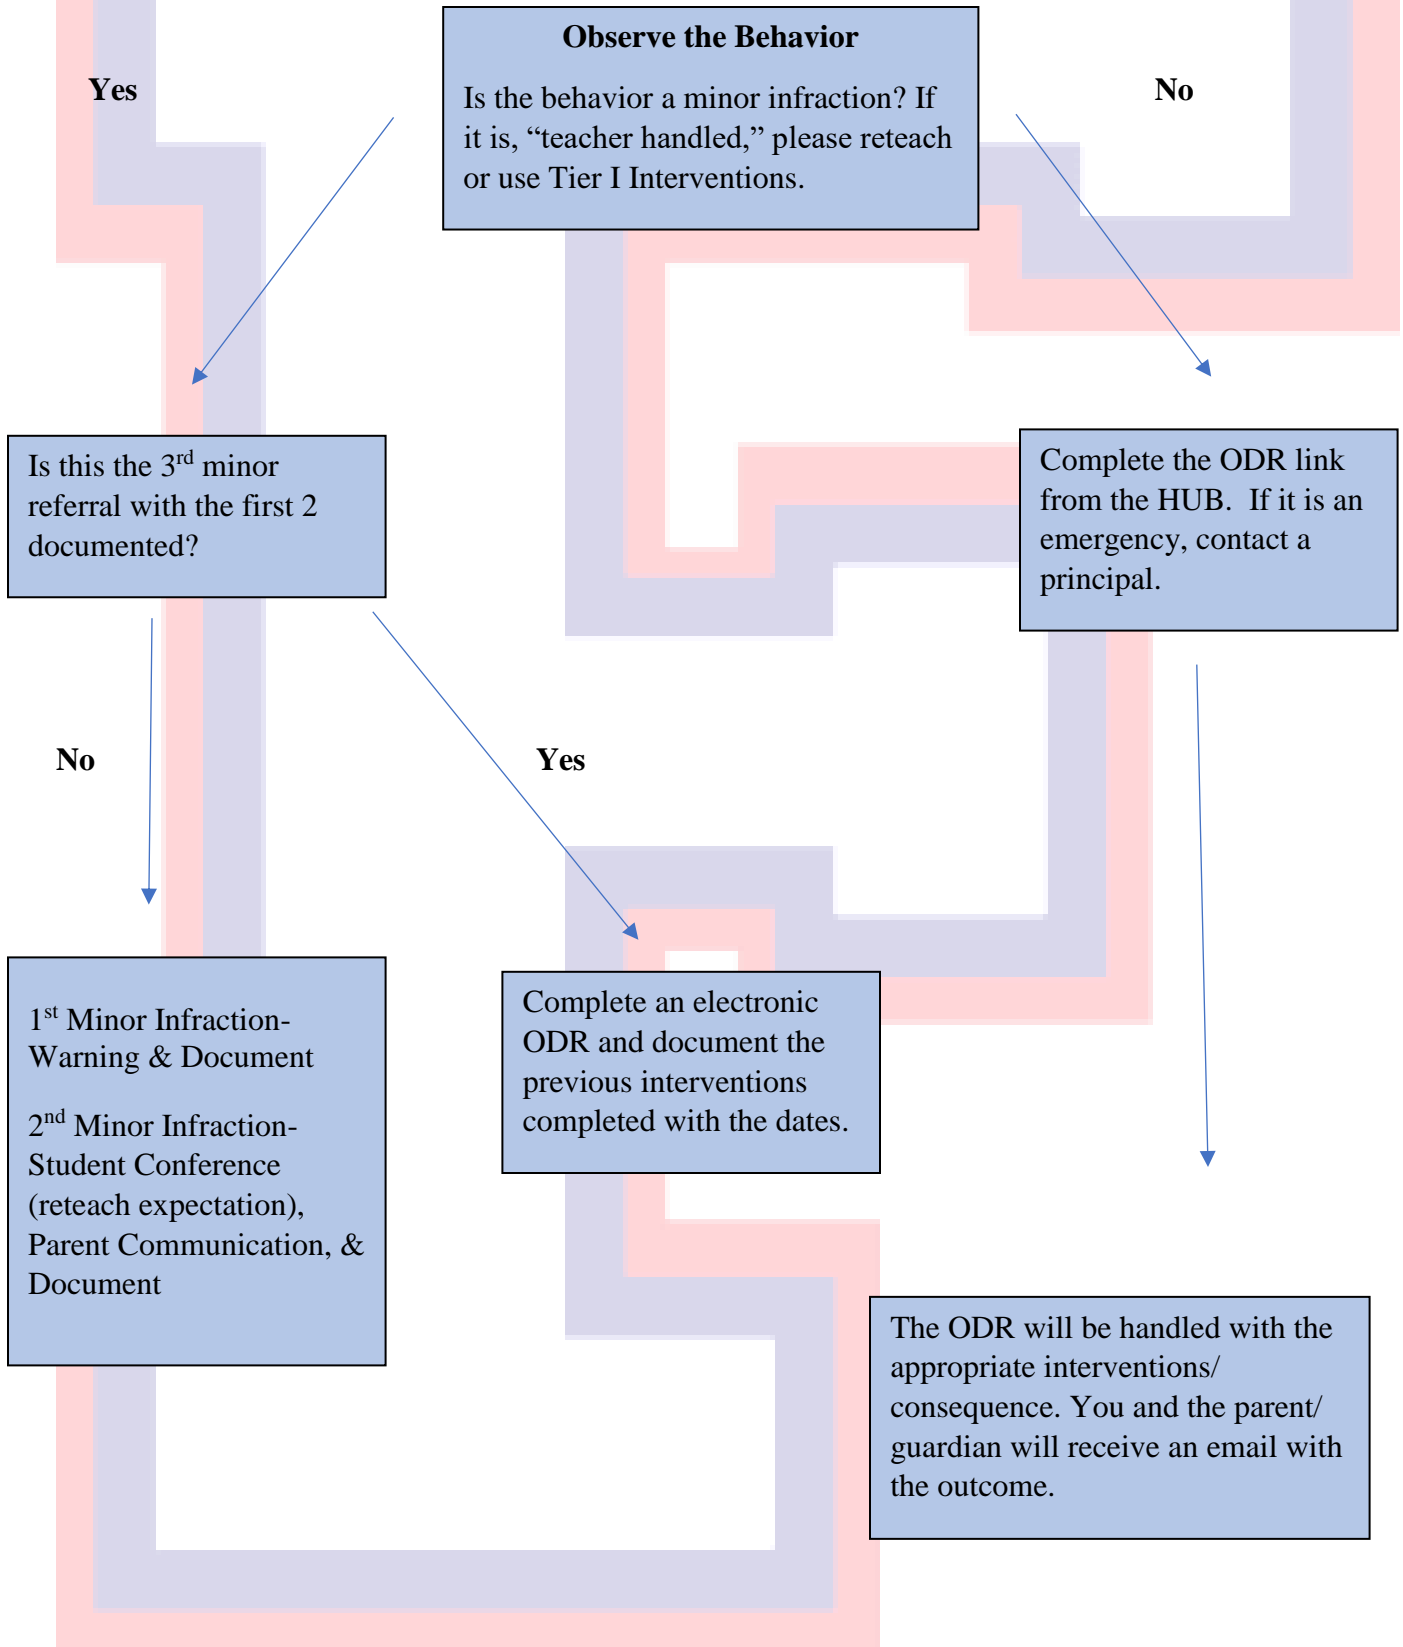 Observe the Behavior
Yes
No
Is the behavior a minor infraction? If
it is, “teacher handled,” please reteach
or use Tier I Interventions.
Is this the 3rd minor
referral with the first 2
documented?
Complete the ODR link
from the HUB.  If it is an
emergency, contact a
principal.
No
Yes
1st Minor Infraction-
Warning & Document
2nd Minor Infraction-
Student Conference
(reteach expectation),
Parent Communication, &
Document
Complete an electronic
ODR and document the
previous interventions
completed with the dates.
The ODR will be handled with the
appropriate interventions/
consequence. You and the parent/
guardian will receive an email with
the outcome.